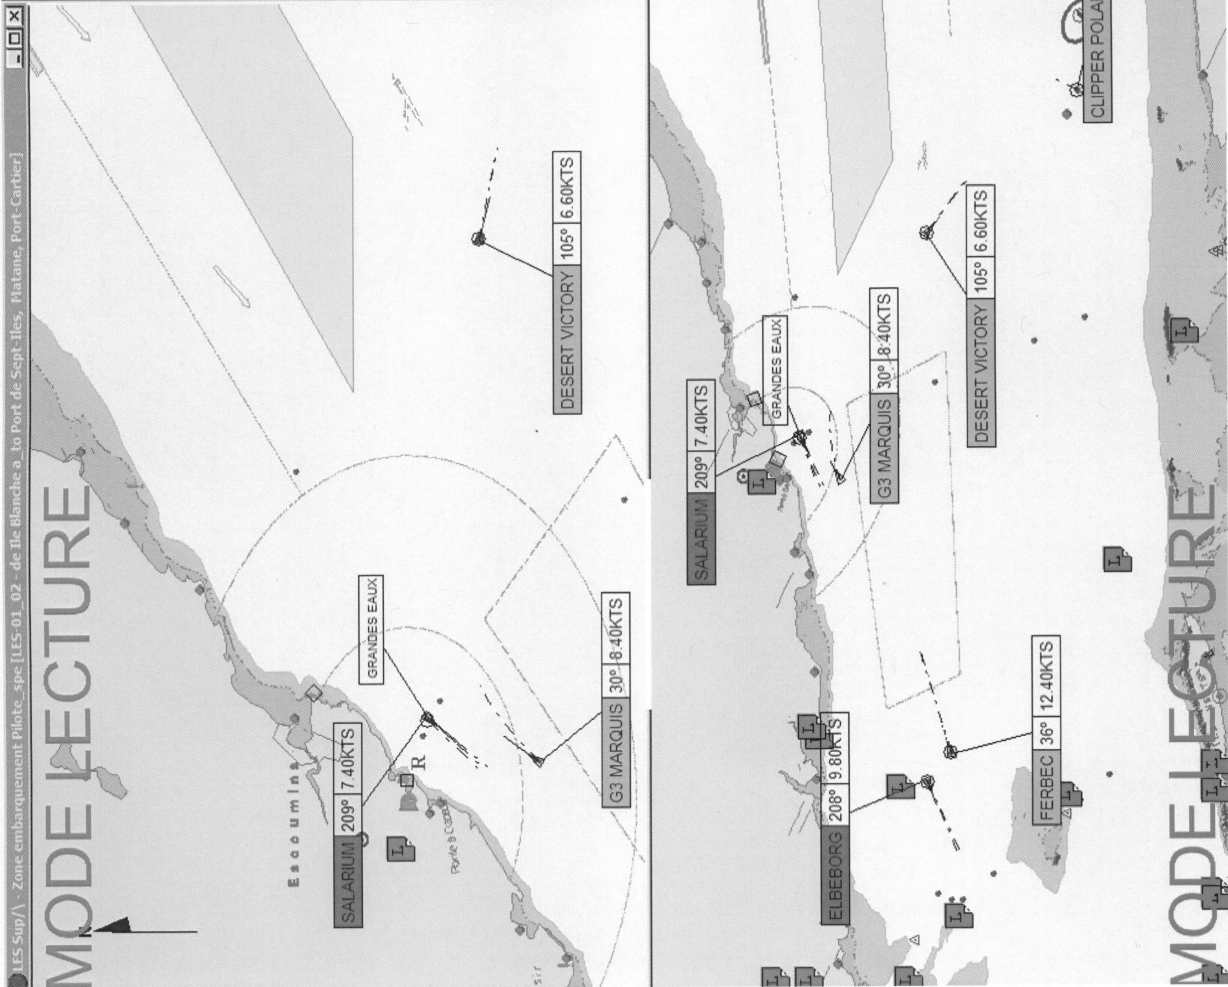 LES Sup/\ - Zone embarquement Pilote_spe [LES-01_02 - de Ile Blanche a_to Port de Sept-Iles, Matane, Port-Cartier]
MODE LECTURE
Escoumins
SALARIUM 209° 7.40KTS
GRANDES EAUX
R
L
G3 MARQUIS 30° 8.40KTS
DESERT VICTORY 105° 6.60KTS
SALARIUM 209° 7.40KTS
GRANDES EAUX
L
G3 MARQUIS 30° 8.40KTS
DESERT VICTORY 105° 6.60KTS
CLIPPER POLA
ELBEBORG 208° 9.80KTS
L
FERBEC 36° 12.40KTS
L
L
L
L
L
MODE LECTURE